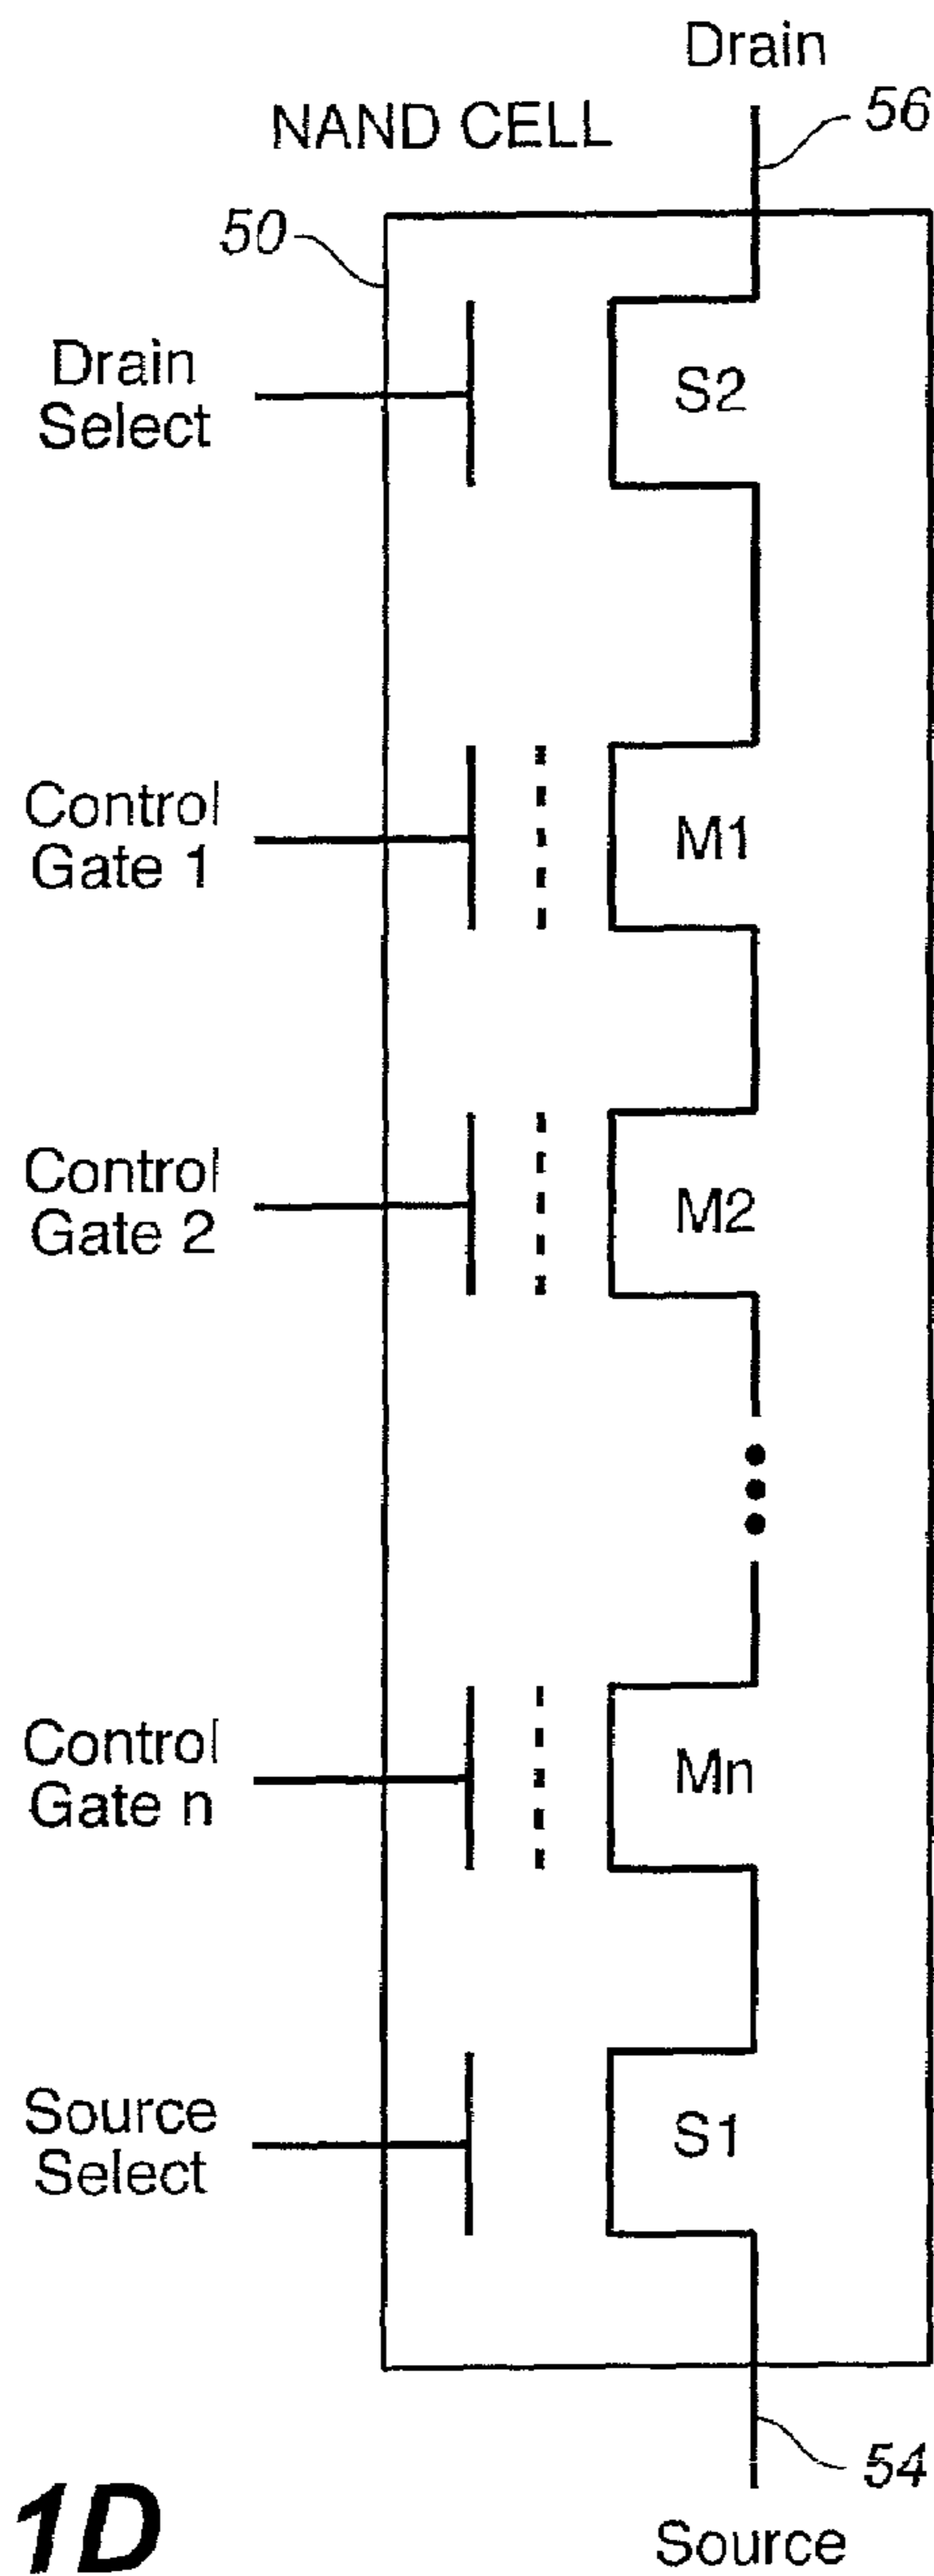 Drain
NAND CELL
56
50
Drain
Select
S2
Control
Gate 1
M1
Control
Gate 2
M2
Control
Gate n
Mn
Source
Select
S1
54
1D
Source